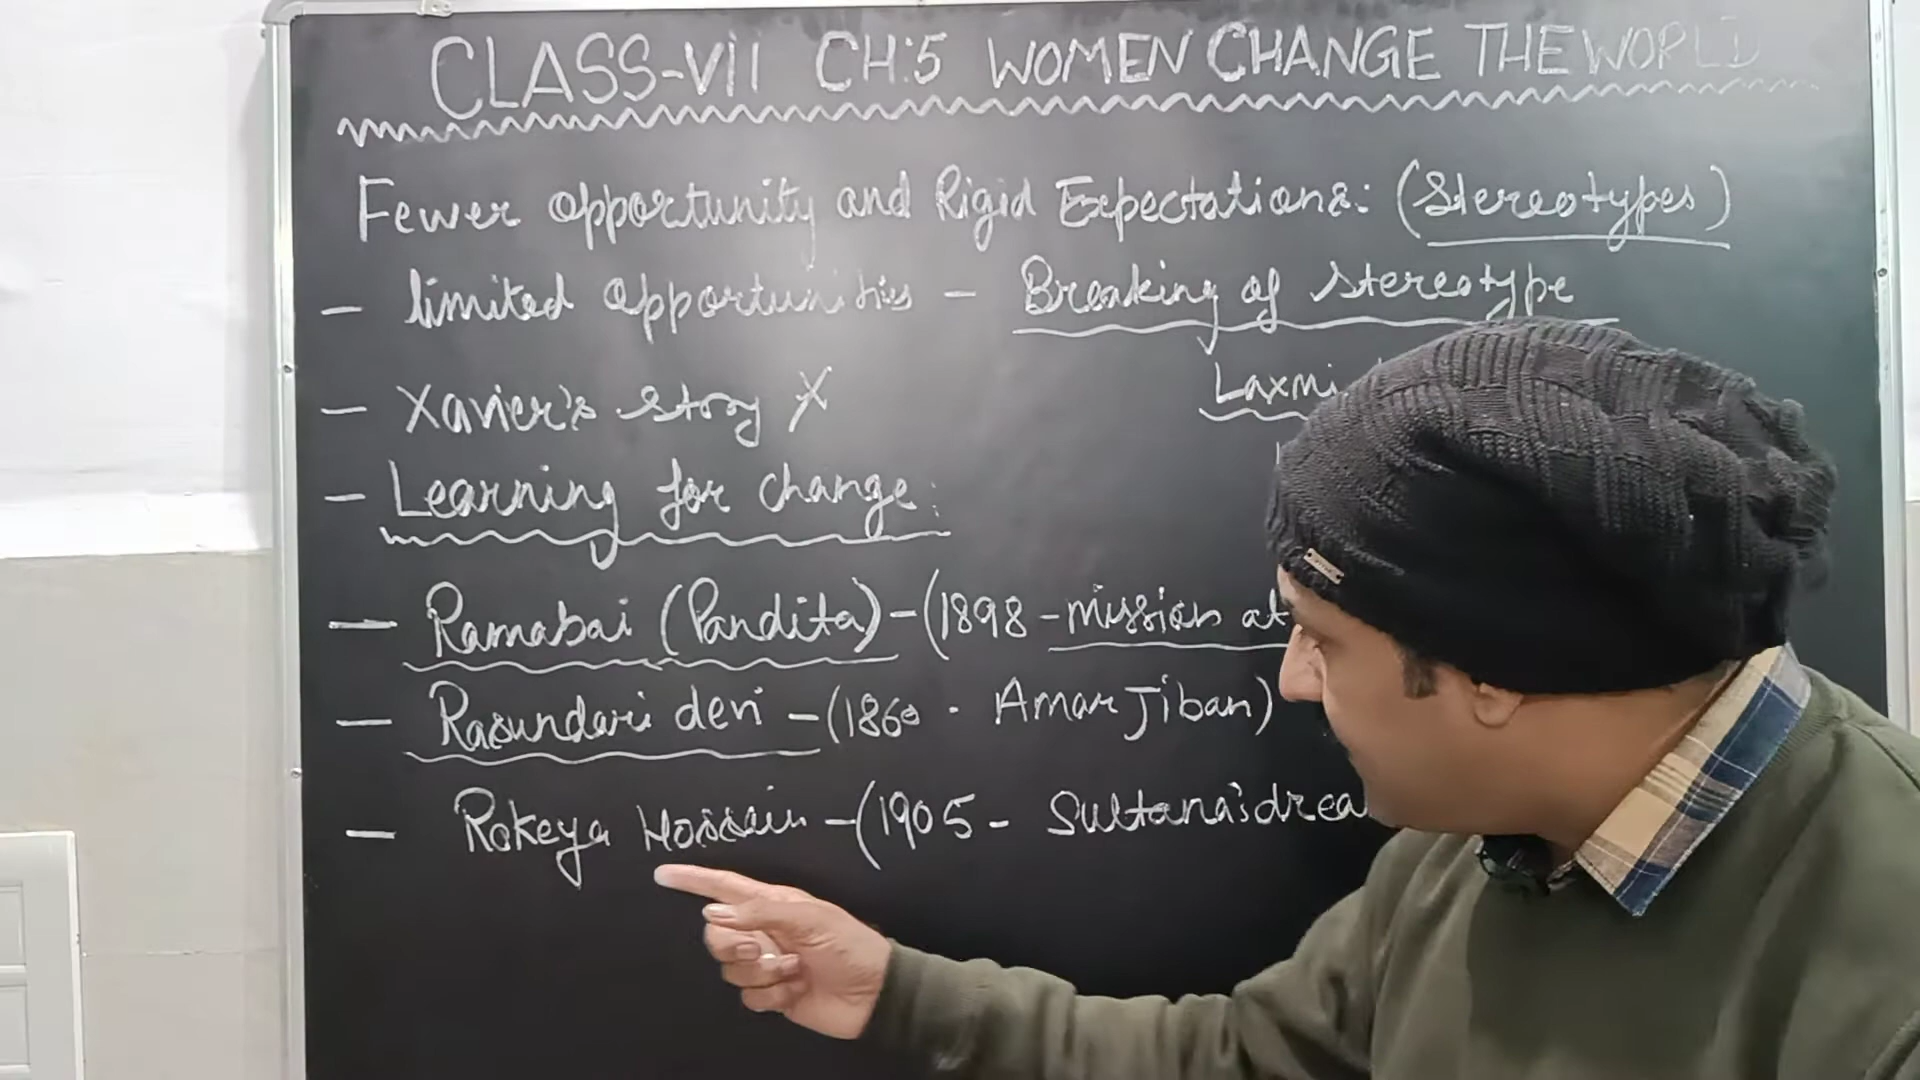 CLASS-VII CH:5 WOMEN CHANGE THE WORLD
Fewer opportunity and Rigid Expectations: (Stereotypes)
- limited opportunities - Breaking of stereotype
Laxmi
- Xavier's story X
- Learning for change:
- Ramabai (Pandita) - (1898 - mission at
- Rasundari devi - (1860 - Amar Jiban)
- Rokeya Hossain - (1905 - Sultana's drea